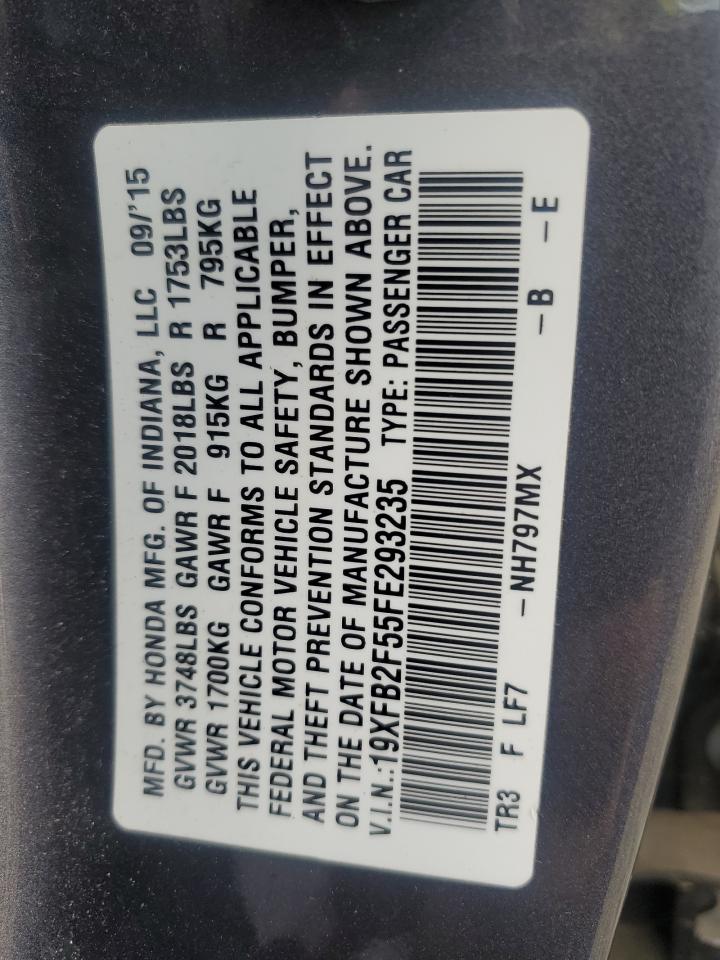 MFD. BY HONDA MFG. OF INDIANA, LLC 09/'15
GVWR 3748LBS GAWR F 2018LBS R 1753LBS
GVWR 1700KG GAWR F 915KG R 795KG
THIS VEHICLE CONFORMS TO ALL APPLICABLE
FEDERAL MOTOR VEHICLE SAFETY, BUMPER,
AND THEFT PREVENTION STANDARDS IN EFFECT
ON THE DATE OF MANUFACTURE SHOWN ABOVE.
V.I.N.:19XFB2F55FE293235 TYPE: PASSENGER CAR
TR3 F LF7 -NH797MX -B -E